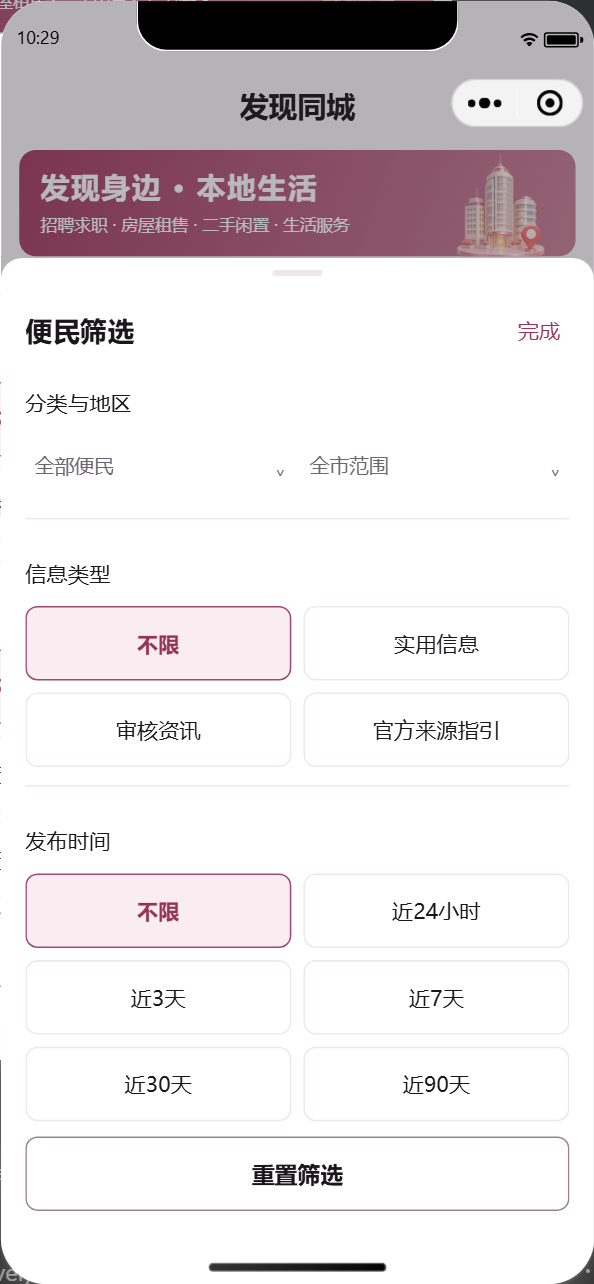 10:29
发现同城
发现身边·本地生活
招聘求职·房屋租售·二手闲置·生活服务
便民筛选 完成
分类与地区
全部便民 全市范围
信息类型
不限 实用信息
审核资讯 官方来源指引
发布时间
不限 近24小时
近3天 近7天
近30天 近90天
重置筛选